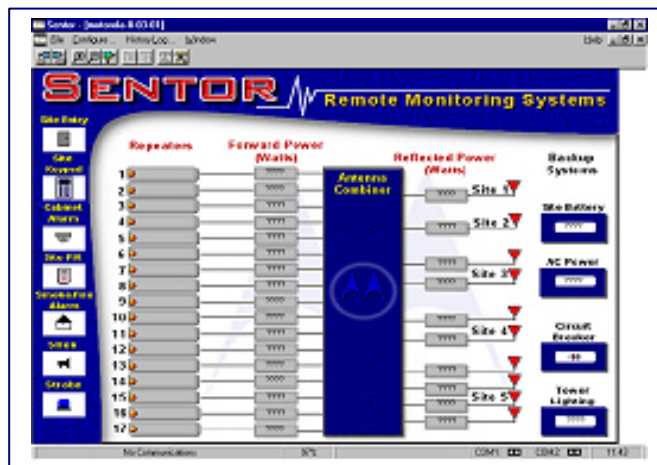 Sentor - [motorola-8-03-01]
File Configure... History-Log... Window Help
SENTOR Remote Monitoring Systems
Site Entry
Site Keypad
Cabinet Alarm
Site PIR
Smoke/Fire Alarm
Siren
Strobe
Repeaters
Forward Power (Watts)
Antenna Combiner
Reflected Power (Watts)
Backup Systems
1 ????
2 ????
3 ????
4 ????
5 ????
6 ????
7 ????
8 ????
9 ????
10 ????
11 ????
12 ????
13 ????
14 ????
15 ????
16 ????
17 ????
???? Site 1
???? Site 2
????
???? Site 3
????
???? Site 4
????
????
???? Site 5
????
Site Battery
????
AC Power
????
Circuit Breaker
Tower Lighting
????
No Communications COM1: COM2: 11:43